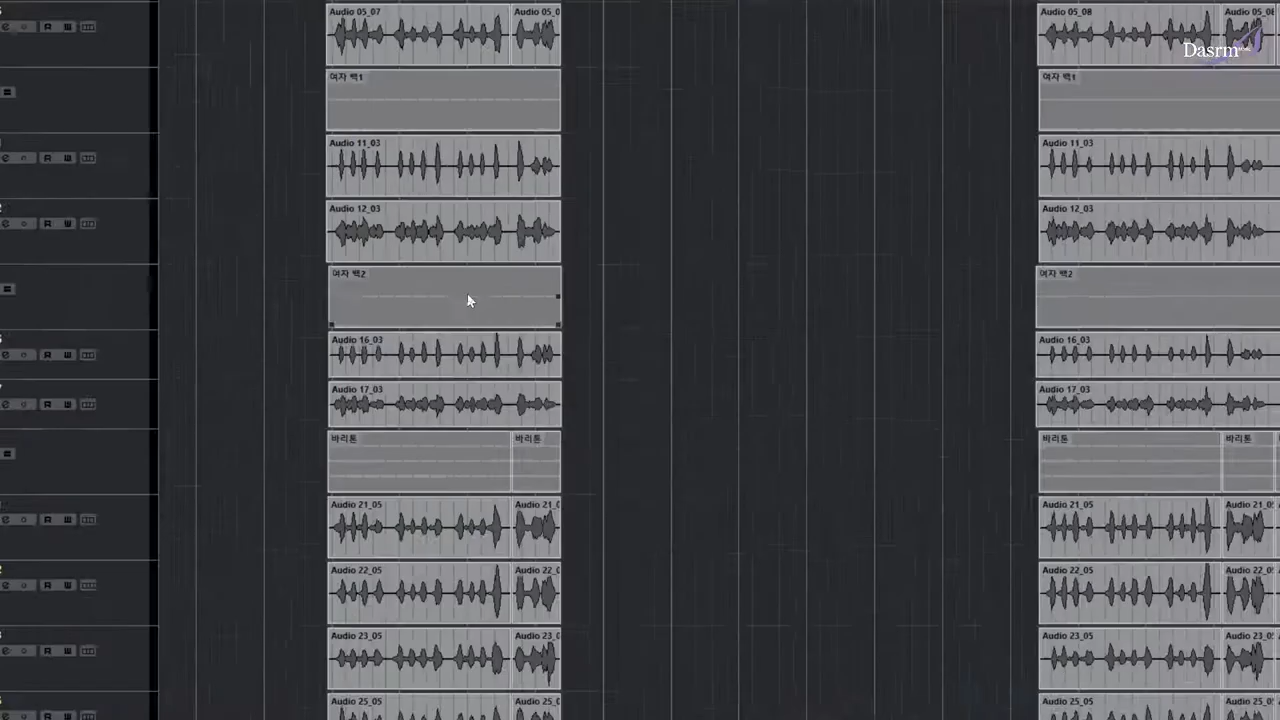 Audio 05_07 Audio 05_0 Audio 05_08 Audio 05_08
Dasrm
여자 백1 여자 백1
Audio 11_03 Audio 11_03
Audio 12_03 Audio 12_03
여자 백2 여자 백2
Audio 16_03 Audio 16_03
Audio 17_03 Audio 17_03
바리톤 바리톤 바리톤 바리톤
Audio 21_05 Audio 21_0 Audio 21_05 Audio 21_0
Audio 22_05 Audio 22_0 Audio 22_05 Audio 22_0
Audio 23_05 Audio 23_0 Audio 23_05 Audio 23_0
Audio 25_05 Audio 25_0 Audio 25_05 Audio 25_0